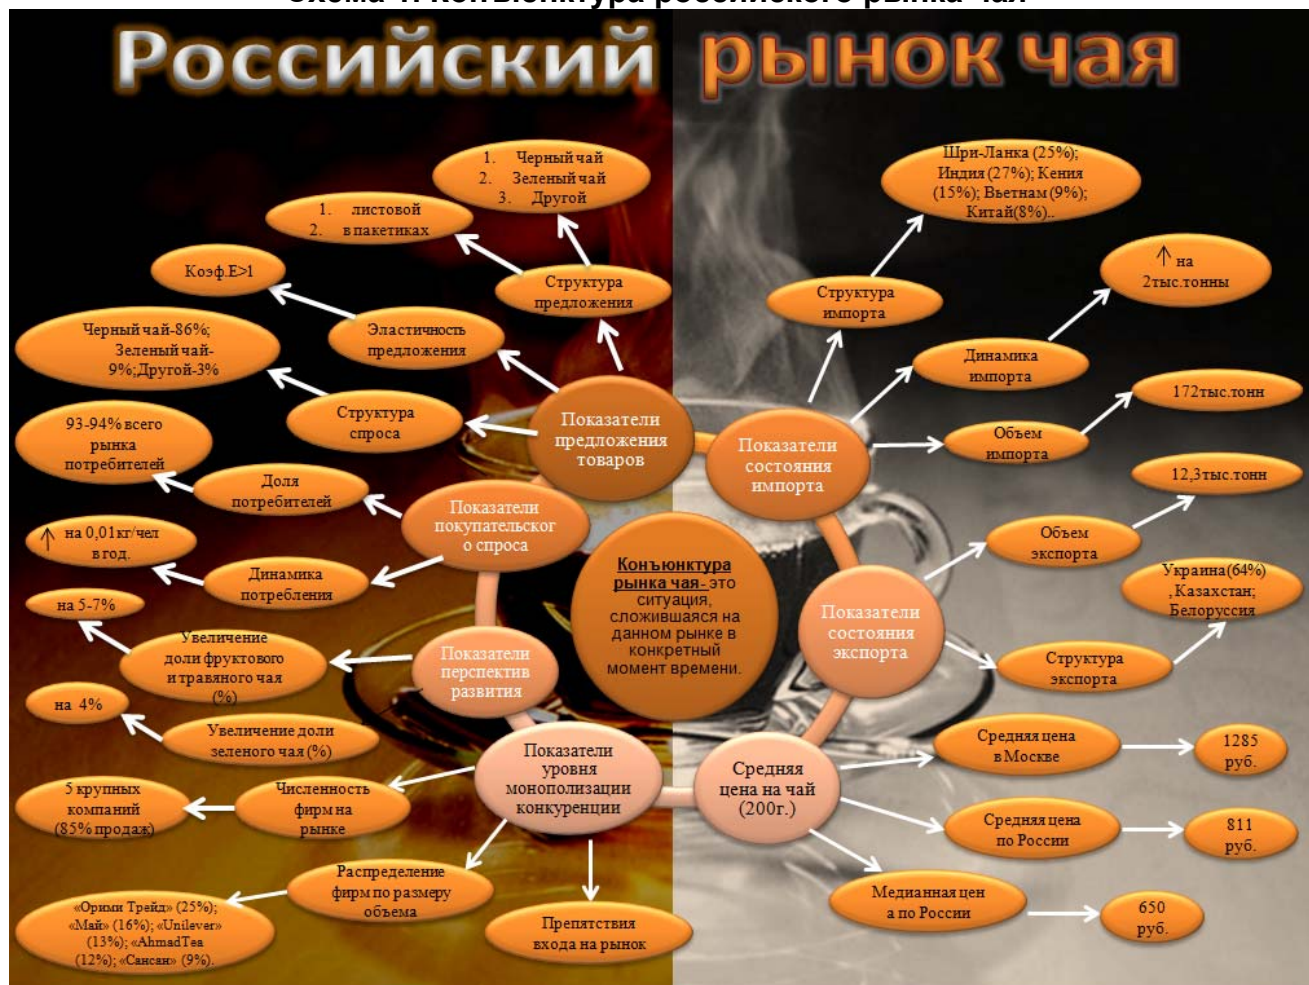 Схема 1. Конъюнктура российского рынка чая
Российский рынок чая
1. Черный чай
2. Зеленый чай
3. Другой
1. листовой
2. в пакетиках
Коэф.Е>1
Структура
предложения
Эластичность
предложения
Черный чай-86%;
Зеленый чай-
9%;Другой-3%
Структура
спроса
Показатели
предложения
товаров
93-94% всего
рынка
потребителей
Доля
потребителей
Показатели
покупательског
о спроса
↑ на 0,01кг/чел
в год.
Динамика
потребления
на 5-7%
Увеличение
доли фруктового
и травяного чая
(%)
Показатели
перспектив
развития
на 4%
Увеличение доли
зеленого чая (%)
Показатели
уровня
монополизации
конкуренции
5 крупных
компаний
(85% продаж)
Численность
фирм на
рынке
Распределение
фирм по размеру
объема
«Орими Трейд» (25%);
«Май» (16%); «Unilever»
(13%); «AhmadTea
(12%); «Сансан» (9%).
Препятствия
входа на рынок
Конъюнктура
рынка чая- это
ситуация,
сложившаяся на
данном рынке в
конкретный
момент времени.
Шри-Ланка (25%);
Индия (27%); Кения
(15%); Вьетнам (9%);
Китай(8%)..
Структура
импорта
↑ на
2тыс.тонны
Динамика
импорта
172тыс.тонн
Объем
импорта
Показатели
состояния
импорта
12,3тыс.тонн
Объем
экспорта
Украина(64%)
,Казахстан;
Белоруссия
Показатели
состояния
экспорта
Структура
экспорта
Средняя
цена на чай
(200г.)
Средняя цена
в Москве
1285
руб.
Средняя цена
по России
811
руб.
Медианная цен
а по России
650
руб.